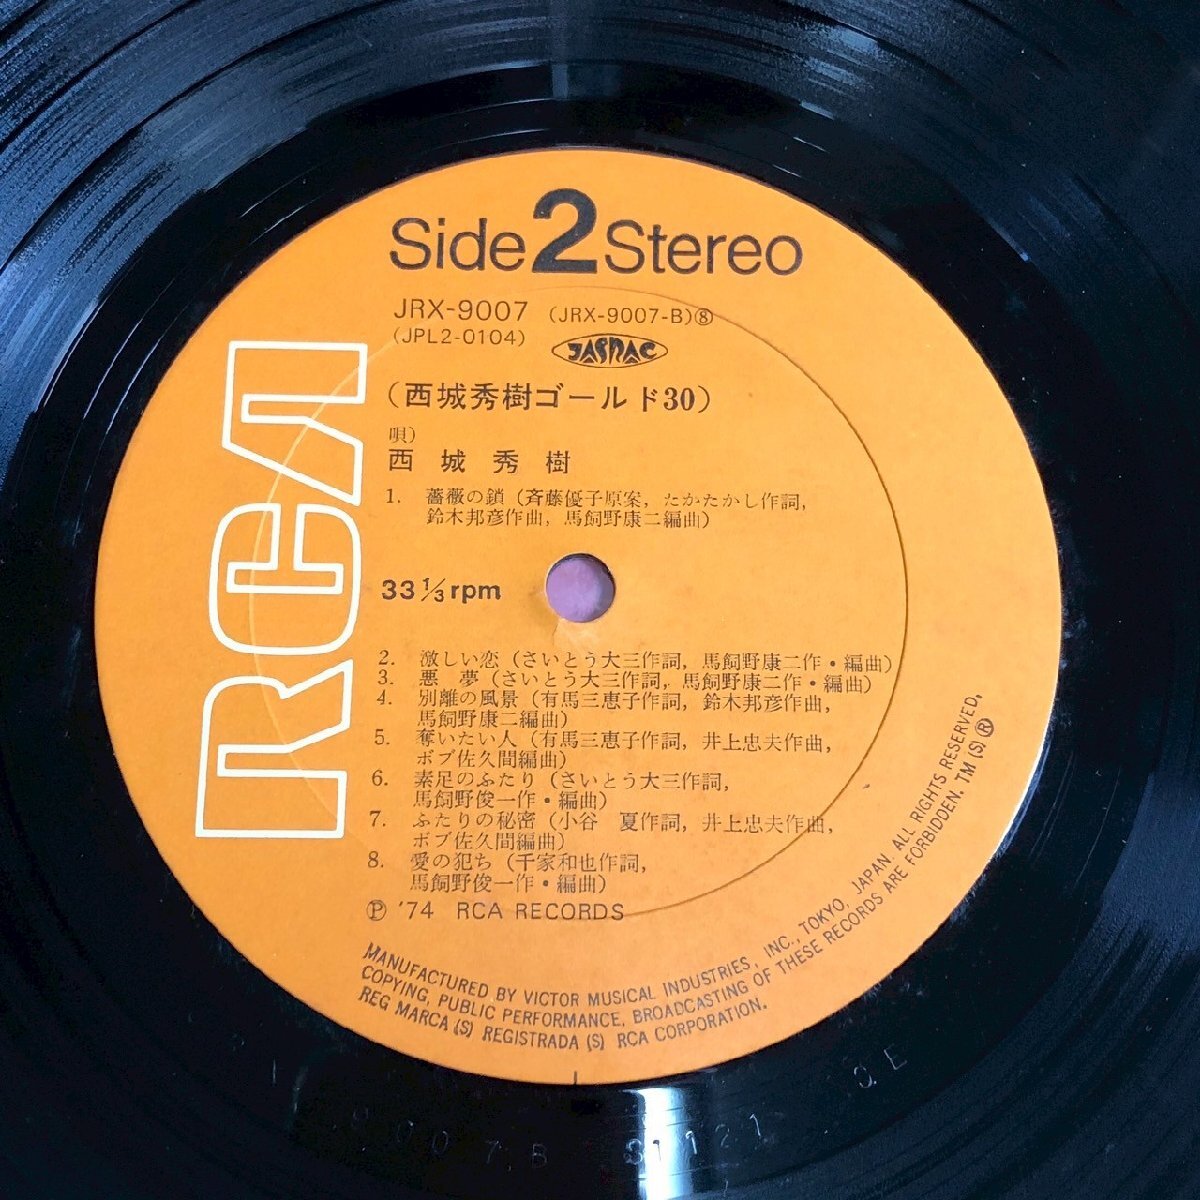 Side 2 Stereo
JRX-9007 (JRX-9007-B)⑧
(JPL2-0104) JASRAC
(西城秀樹ゴールド30)
唄)
西城秀樹
1. 薔薇の鎖(斉藤優子原案,たかたかし作詞,
鈴木邦彦作曲,馬飼野康二編曲)
33 1/3 rpm
2. 激しい恋(さいとう大三作詞,馬飼野康二作・編曲)
3. 悪 夢(さいとう大三作詞,馬飼野康二作・編曲)
4. 別離の風景(有馬三恵子作詞,鈴木邦彦作曲,
馬飼野康二編曲)
5. 奪いたい人(有馬三恵子作詞,井上忠夫作曲,
ボブ佐久間編曲)
6. 素足のふたり(さいとう大三作詞,
馬飼野俊一作・編曲)
7. ふたりの秘密(小谷 夏作詞,井上忠夫作曲,
ボブ佐久間編曲)
8. 愛の犯ち(千家和也作詞,
馬飼野俊一作・編曲)
Ⓟ '74 RCA RECORDS
MANUFACTURED BY VICTOR MUSICAL INDUSTRIES, INC., TOKYO, JAPAN. ALL RIGHTS RESERVED.
COPYING, PUBLIC PERFORMANCE, BROADCASTING OF THESE RECORDS ARE FORBIDDEN. TM (S) ®
REG MARCA (S) REGISTRADA (S) RCA CORPORATION.
RCA